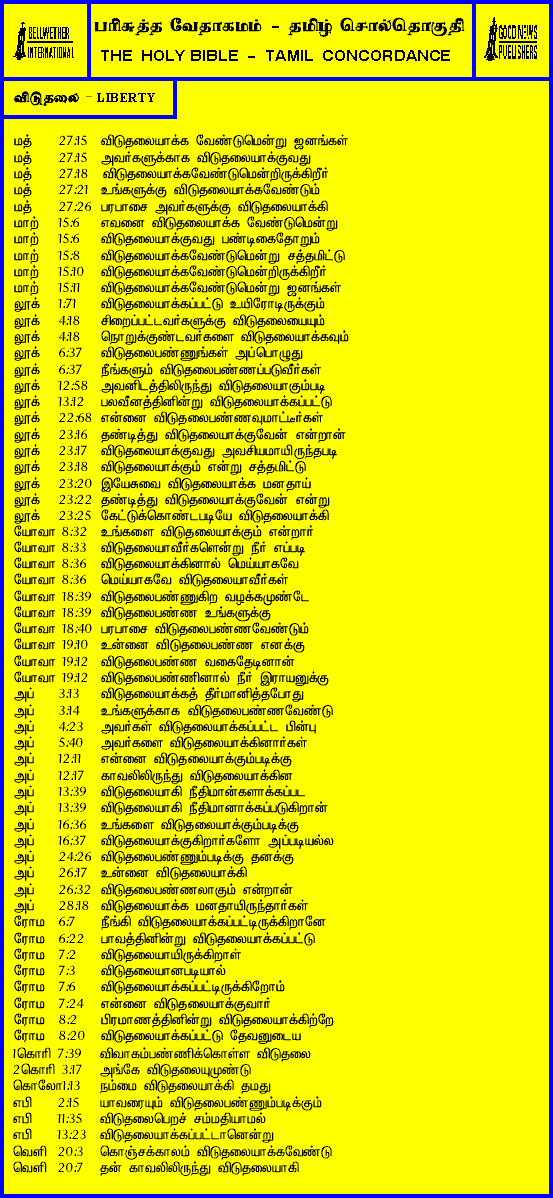 BELLWETHER
INTERNATIONAL
பரிசுத்த வேதாகமம் – தமிழ் சொல்தொகுதி
THE HOLY BIBLE – TAMIL CONCORDANCE
GOOD NEWS
PUBLISHERS
விடுதலை – LIBERTY
மத் 27:15 விடுதலையாக்க வேண்டுமென்று ஜனங்கள்
மத் 27:15 அவர்களுக்காக விடுதலையாக்குவது
மத் 27:18 விடுதலையாக்கவேண்டுமென்றிருக்கிறீர்
மத் 27:21 உங்களுக்கு விடுதலையாக்கவேண்டும்
மத் 27:26 பரபாசை அவர்களுக்கு விடுதலையாக்கி
மாற் 15:6 எவனை விடுதலையாக்க வேண்டுமென்று
மாற் 15:6 விடுதலையாக்குவது பண்டிகைதோறும்
மாற் 15:8 விடுதலையாக்கவேண்டுமென்று சத்தமிட்டு
மாற் 15:10 விடுதலையாக்கவேண்டுமென்றிருக்கிறீர்
மாற் 15:11 விடுதலையாக்கவேண்டுமென்று ஜனங்கள்
லூக் 1:71 விடுதலையாக்கப்பட்டு உயிரோடிருக்கும்
லூக் 4:18 சிறைப்பட்டவர்களுக்கு விடுதலையையும்
லூக் 4:18 நொறுக்குண்டவர்களை விடுதலையாக்கவும்
லூக் 6:37 விடுதலைபண்ணுங்கள் அப்பொழுது
லூக் 6:37 நீங்களும் விடுதலைபண்ணப்படுவீர்கள்
லூக் 12:58 அவனிடத்திலிருந்து விடுதலையாகும்படி
லூக் 13:12 பலவீனத்தினின்று விடுதலையாக்கப்பட்டு
லூக் 22:68 என்னை விடுதலைபண்ணவுமாட்டீர்கள்
லூக் 23:16 தண்டித்து விடுதலையாக்குவேன் என்றான்
லூக் 23:17 விடுதலையாக்குவது அவசியமாயிருந்தபடி
லூக் 23:18 விடுதலையாக்கும் என்று சத்தமிட்டு
லூக் 23:20 இயேசுவை விடுதலையாக்க மனதாய்
லூக் 23:22 தண்டித்து விடுதலையாக்குவேன் என்று
லூக் 23:25 கேட்டுக்கொண்டபடியே விடுதலையாக்கி
யோவா 8:32 உங்களை விடுதலையாக்கும் என்றார்
யோவா 8:33 விடுதலையாவீர்களென்று நீர் எப்படி
யோவா 8:36 விடுதலையாக்கினால் மெய்யாகவே
யோவா 8:36 மெய்யாகவே விடுதலையாவீர்கள்
யோவா 18:39 விடுதலைபண்ணுகிற வழக்கமுண்டே
யோவா 18:39 விடுதலைபண்ண உங்களுக்கு
யோவா 18:40 பரபாசை விடுதலைபண்ணவேண்டும்
யோவா 19:10 உன்னை விடுதலைபண்ண எனக்கு
யோவா 19:12 விடுதலைபண்ண வகைதேடினான்
யோவா 19:12 விடுதலைபண்ணினால் நீர் இராயனுக்கு
அப் 3:13 விடுதலையாக்கத் தீர்மானித்தபோது
அப் 3:14 உங்களுக்காக விடுதலைபண்ணவேண்டு
அப் 4:23 அவர்கள் விடுதலையாக்கப்பட்ட பின்பு
அப் 5:40 அவர்களை விடுதலையாக்கினார்கள்
அப் 12:11 என்னை விடுதலையாக்கும்படிக்கு
அப் 12:17 காவலிலிருந்து விடுதலையாக்கின
அப் 13:39 விடுதலையாகி நீதிமான்களாக்கப்பட
அப் 13:39 விடுதலையாகி நீதிமானாக்கப்படுகிறான்
அப் 16:36 உங்களை விடுதலையாக்கும்படிக்கு
அப் 16:37 விடுதலையாக்குகிறார்களோ அப்படியல்ல
அப் 24:26 விடுதலைபண்ணும்படிக்கு தனக்கு
அப் 26:17 உன்னை விடுதலையாக்கி
அப் 26:32 விடுதலைபண்ணலாகும் என்றான்
அப் 28:18 விடுதலையாக்க மனதாயிருந்தார்கள்
ரோம 6:7 நீங்கி விடுதலையாக்கப்பட்டிருக்கிறானே
ரோம 6:22 பாவத்தினின்று விடுதலையாக்கப்பட்டு
ரோம 7:2 விடுதலையாயிருக்கிறாள்
ரோம 7:3 விடுதலையானபடியால்
ரோம 7:6 விடுதலையாக்கப்பட்டிருக்கிறோம்
ரோம 7:24 என்னை விடுதலையாக்குவார்
ரோம 8:2 பிரமாணத்தினின்று விடுதலையாக்கிற்றே
ரோம 8:20 விடுதலையாக்கப்பட்டு தேவனுடைய
1கொரி 7:39 விவாகம்பண்ணிக்கொள்ள விடுதலை
2கொரி 3:17 அங்கே விடுதலையுமுண்டு
கொலோ1:13 நம்மை விடுதலையாக்கி தமது
எபி 2:15 யாவரையும் விடுதலைபண்ணும்படிக்கும்
எபி 11:35 விடுதலைபெறச் சம்மதியாமல்
எபி 13:23 விடுதலையாக்கப்பட்டானென்று
வெளி 20:3 கொஞ்சக்காலம் விடுதலையாக்கவேண்டு
வெளி 20:7 தன் காவலிலிருந்து விடுதலையாகி